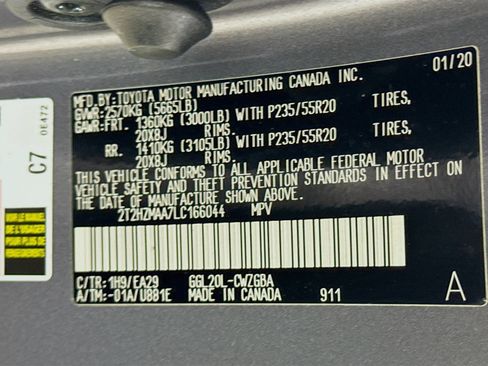 01/20
MFD.BY:TOYOTA MOTOR MANUFACTURING CANADA INC.
GVWR:2570KG (5665LB)
GAWR:FRT. 1360KG (3000LB) WITH P235/55R20 TIRES,
20X8J RIMS.
RR. 1410KG (3105LB) WITH P235/55R20 TIRES,
20X8J RIMS.
THIS VEHICLE CONFORMS TO ALL APPLICABLE FEDERAL MOTOR
VEHICLE SAFETY AND THEFT PREVENTION STANDARDS IN EFFECT ON
THE DATE OF MANUFACTURE SHOWN ABOVE.
2T2HZMAA7LC166044 MPV
C/TR:1H9/EA29 GGL20L-CWZGBA
A/TM:-01A/U881E MADE IN CANADA 911
A
C7
0E472